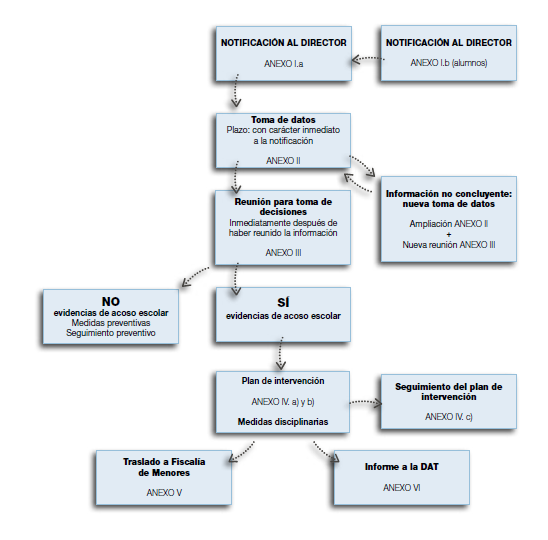 NOTIFICACIÓN AL DIRECTOR
ANEXO I.a
NOTIFICACIÓN AL DIRECTOR
ANEXO I.b (alumnos)
Toma de datos
Plazo: con carácter inmediato
a la notificación
ANEXO II
Información no concluyente:
nueva toma de datos
Ampliación ANEXO II
+
Nueva reunión ANEXO III
Reunión para toma de
decisiones
Inmediatamente después de
haber reunido la información
ANEXO III
NO
evidencias de acoso escolar
Medidas preventivas
Seguimiento preventivo
SÍ
evidencias de acoso escolar
Plan de intervención
ANEXO IV. a) y b)
Medidas disciplinarias
Seguimiento del plan de
intervención
ANEXO IV. c)
Traslado a Fiscalía
de Menores
ANEXO V
Informe a la DAT
ANEXO VI